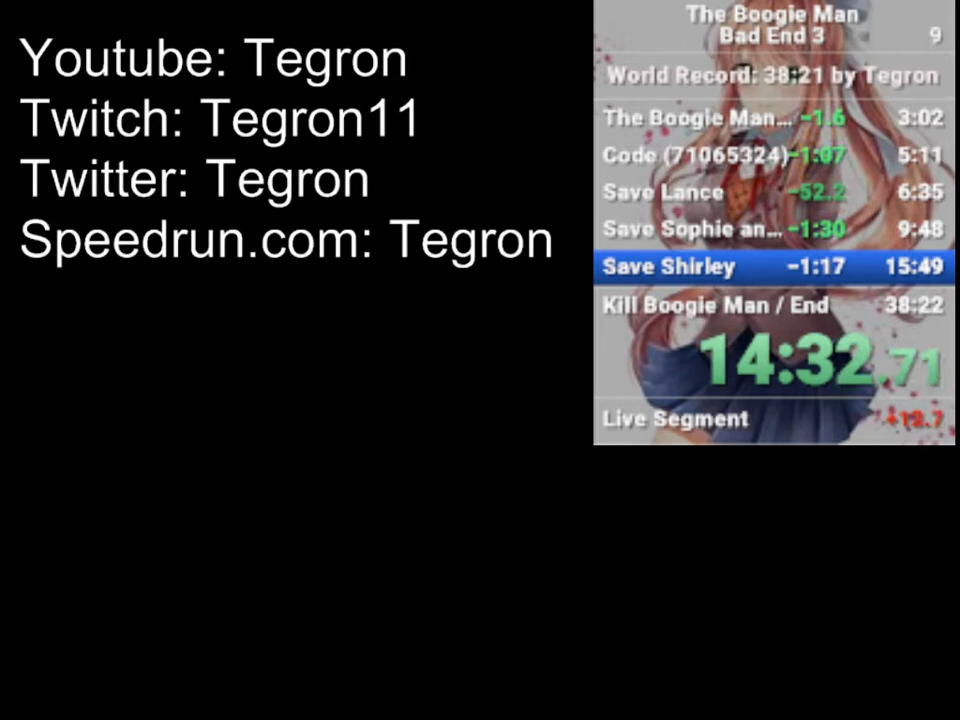 Youtube: Tegron
Twitch: Tegron11
Twitter: Tegron
Speedrun.com: Tegron
The Boogie Man
Bad End 3 9
World Record: 38:21 by Tegron
The Boogie Man... -1.6 3:02
Code (71065324) -1:07 5:11
Save Lance -52.2 6:35
Save Sophie an... -1:30 9:48
Save Shirley -1:17 15:49
Kill Boogie Man / End 38:22
14:32.71
Live Segment +12.7